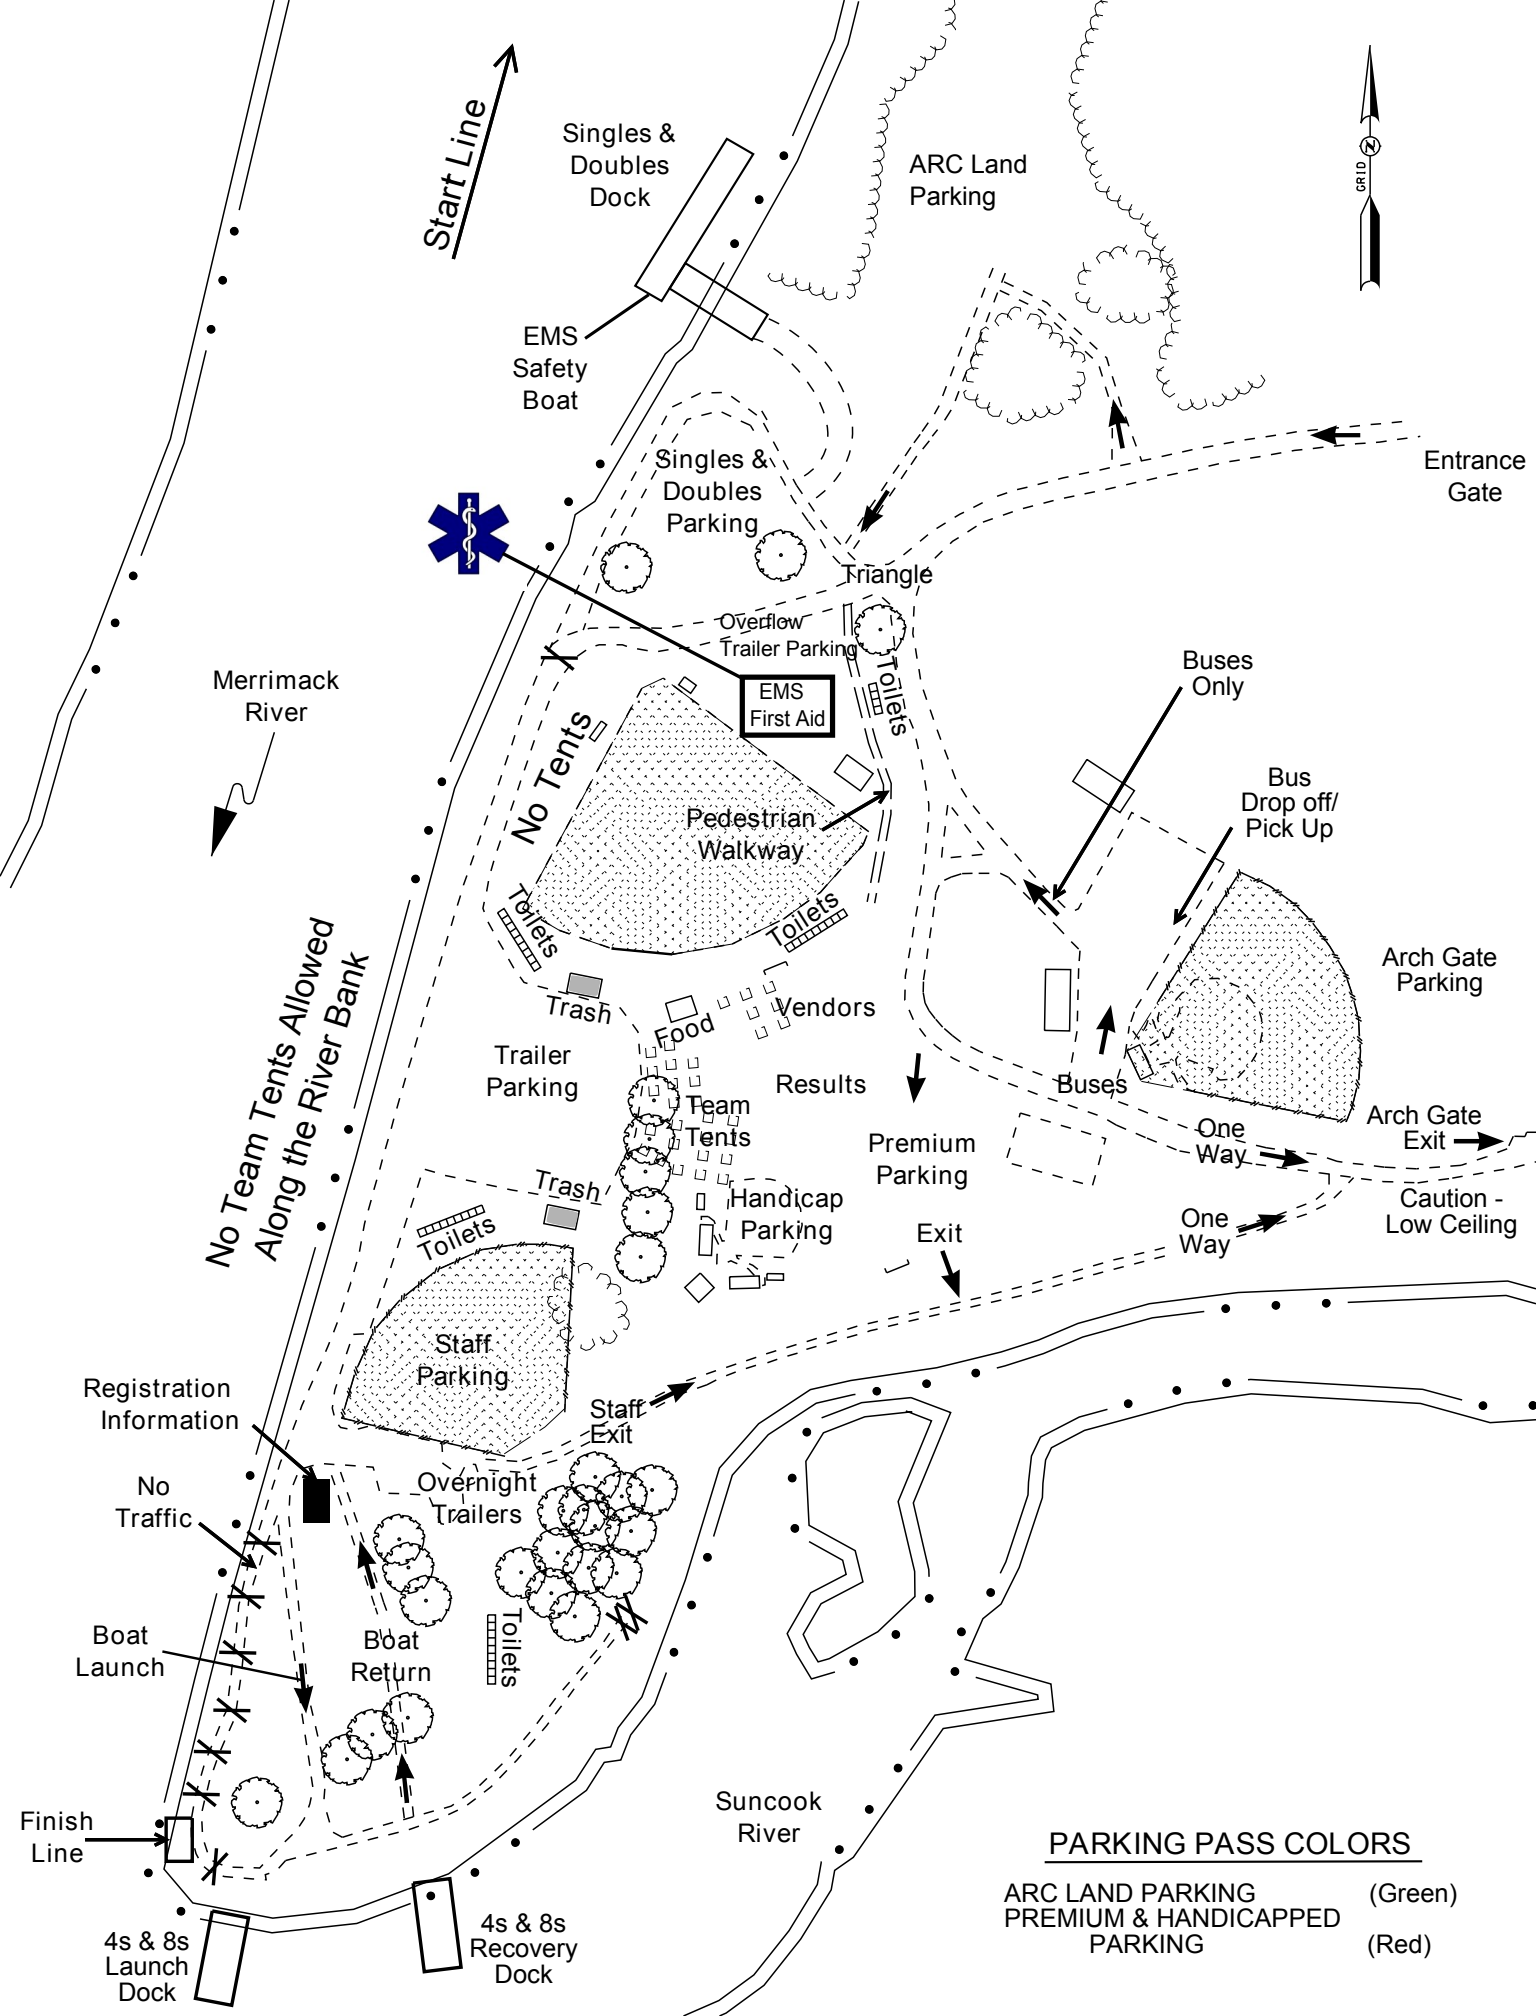 Start Line
Singles &
Doubles
Dock
ARC Land
Parking
GRID
N
EMS
Safety
Boat
Singles &
Doubles
Parking
Entrance
Gate
Triangle
Overflow
Trailer Parking
Toilets
EMS
First Aid
Merrimack
River
Buses
Only
No Tents
Bus
Drop off/
Pick Up
Pedestrian
Walkway
Toilets
Toilets
Arch Gate
Parking
No Team Tents Allowed
Along the River Bank
Trash
Food
Vendors
Trailer
Parking
Results
Buses
Team
Tents
Premium
Parking
One
Way
Arch Gate
Exit
Trash
Handicap
Parking
Caution -
Low Ceiling
Toilets
Exit
One
Way
Staff
Parking
Registration
Information
Staff
Exit
No
Traffic
Overnight
Trailers
Boat
Launch
Boat
Return
Toilets
Finish
Line
Suncook
River
4s & 8s
Launch
Dock
4s & 8s
Recovery
Dock
PARKING PASS COLORS
ARC LAND PARKING (Green)
PREMIUM & HANDICAPPED
PARKING (Red)